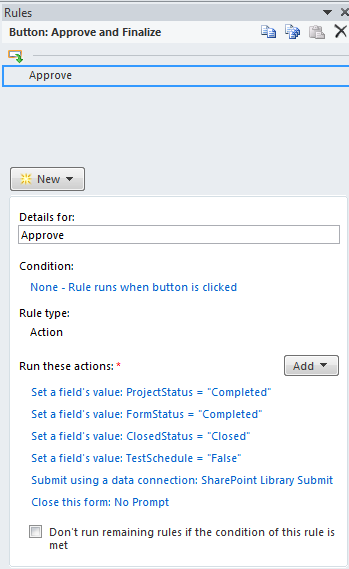 Rules
Button: Approve and Finalize
Approve
New
Details for:
Approve
Condition:
None - Rule runs when button is clicked
Rule type:
Action
Run these actions: *
Add
Set a field's value: ProjectStatus = "Completed"
Set a field's value: FormStatus = "Completed"
Set a field's value: ClosedStatus = "Closed"
Set a field's value: TestSchedule = "False"
Submit using a data connection: SharePoint Library Submit
Close this form: No Prompt
Don't run remaining rules if the condition of this rule is
met